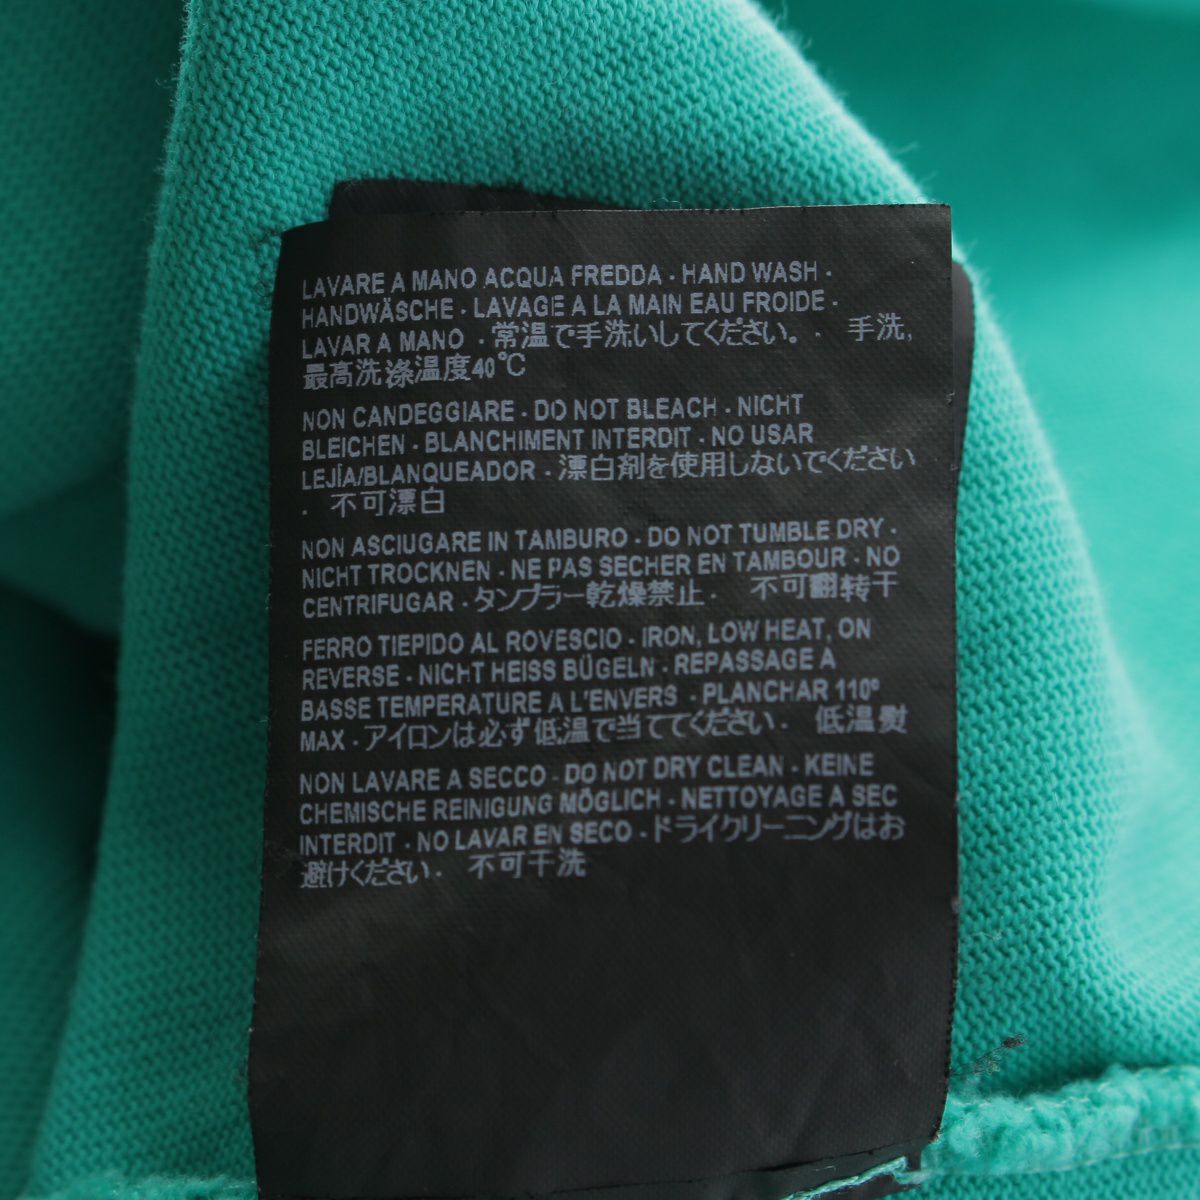 LAVARE A MANO ACQUA FREDDA - HAND WASH -
HANDWÄSCHE - LAVAGE A LA MAIN EAU FROIDE -
LAVAR A MANO - 常温で手洗いしてください。- 手洗,
最高洗涤温度40℃
NON CANDEGGIARE - DO NOT BLEACH - NICHT
BLEICHEN - BLANCHIMENT INTERDIT - NO USAR
LEJÍA/BLANQUEADOR - 漂白剤を使用しないでください
. 不可漂白
NON ASCIUGARE IN TAMBURO - DO NOT TUMBLE DRY -
NICHT TROCKNEN - NE PAS SECHER EN TAMBOUR - NO
CENTRIFUGAR - タンブラー乾燥禁止 - 不可翻转干
FERRO TIEPIDO AL ROVESCIO - IRON, LOW HEAT, ON
REVERSE - NICHT HEISS BÜGELN - REPASSAGE A
BASSE TEMPERATURE A L'ENVERS - PLANCHAR 110º
MAX - アイロンは必ず低温で当ててください - 低温熨
NON LAVARE A SECCO - DO NOT DRY CLEAN - KEINE
CHEMISCHE REINIGUNG MÖGLICH - NETTOYAGE A SEC
INTERDIT - NO LAVAR EN SECO - ドライクリーニングはお
避けください - 不可干洗